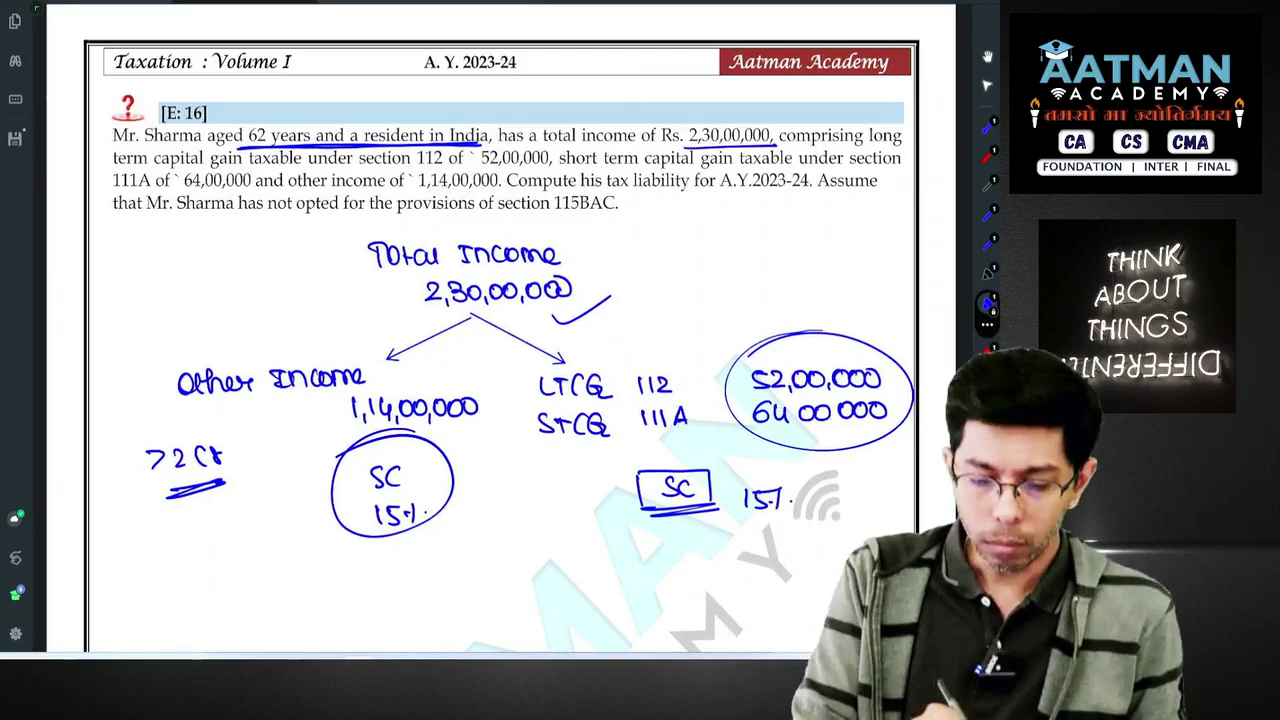 Taxation : Volume I A. Y. 2023-24 Aatman Academy
?
[E: 16]
Mr. Sharma aged 62 years and a resident in India, has a total income of Rs. 2,30,00,000, comprising long
term capital gain taxable under section 112 of ` 52,00,000, short term capital gain taxable under section
111A of ` 64,00,000 and other income of ` 1,14,00,000. Compute his tax liability for A.Y.2023-24. Assume
that Mr. Sharma has not opted for the provisions of section 115BAC.
Total Income
2,30,00,000
Other Income
1,14,00,000
LTCG 112 52,00,000
STCG 111A 64 00 000
>2 Cr
SC
15%.
SC 15%.
MAN
MY
AATMAN
ACADEMY
तमसो मा ज्योतिर्गमय
CA CS CMA
FOUNDATION | INTER | FINAL
THINK
ABOUT
THINGS